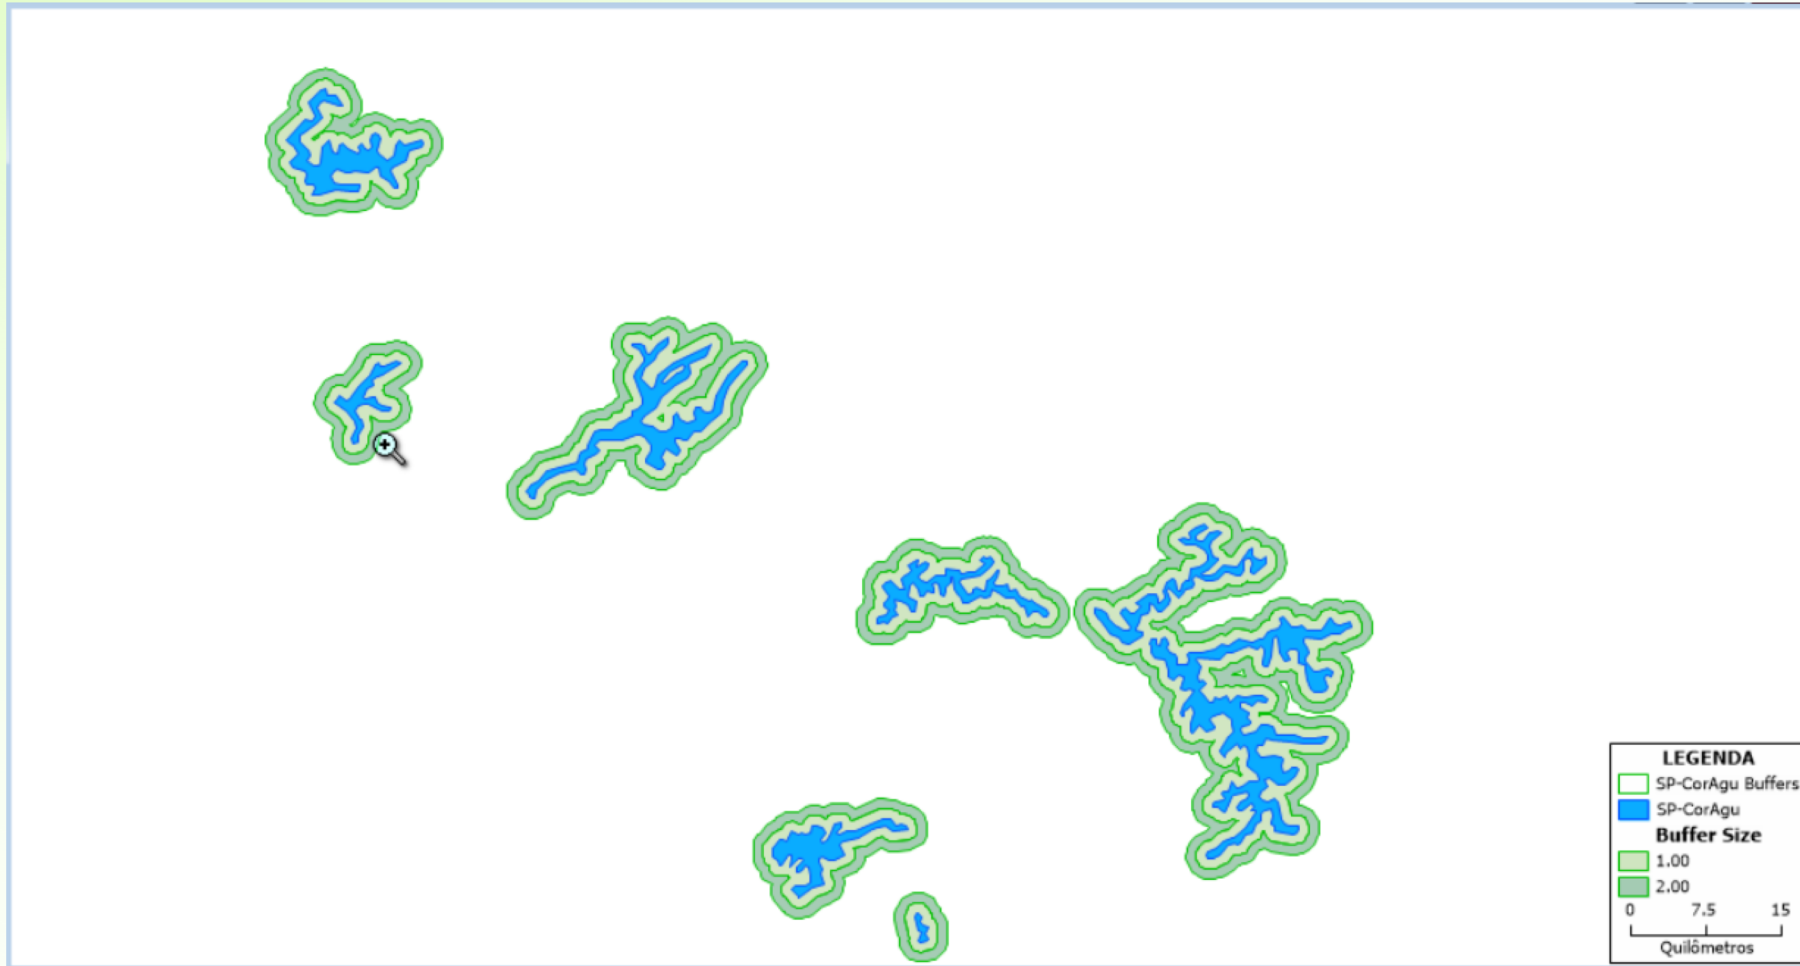 LEGENDA
SP-CorAgu Buffers
SP-CorAgu
Buffer Size
1.00
2.00
0 7.5 15
Quilômetros